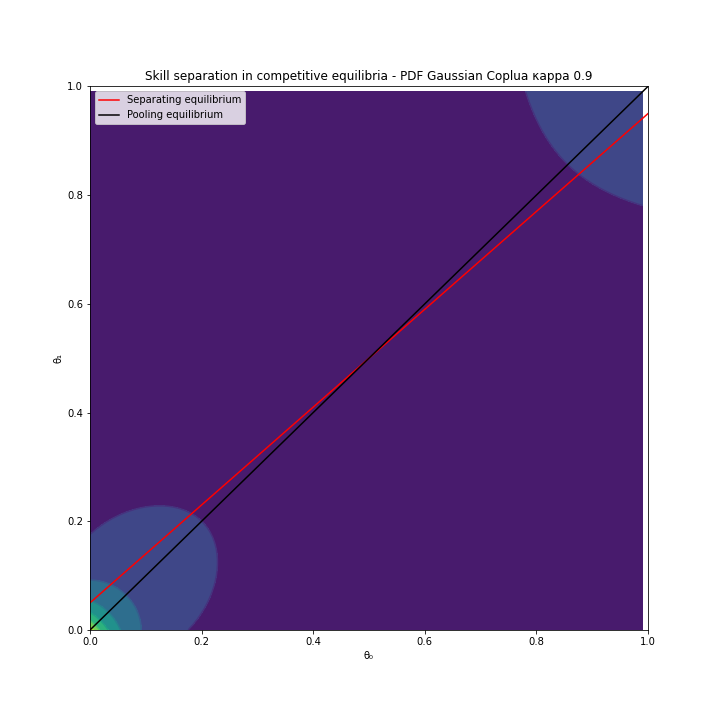 Skill separation in competitive equilibria - PDF Gaussian Coplua κappa 0.9
Separating equilibrium
Pooling equilibrium
1.0
0.8
0.6
0.4
0.2
0.0
θ₁
0.0 0.2 0.4 0.6 0.8 1.0
θ₀